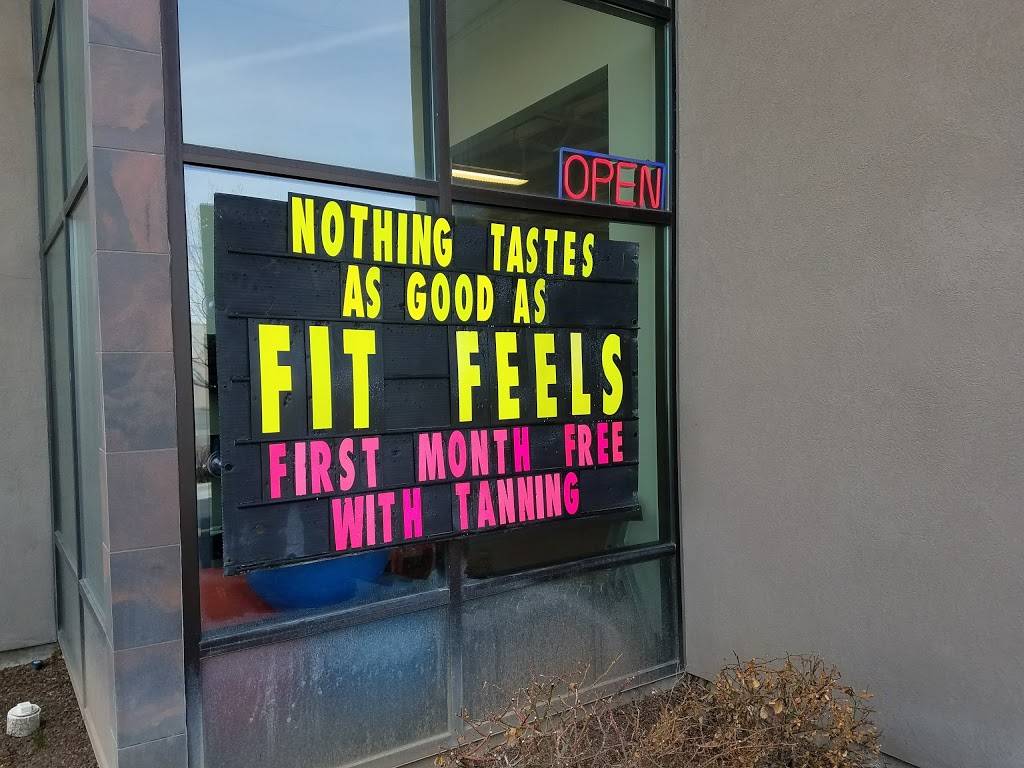 OPEN
NOTHING TASTES
AS GOOD AS
FIT FEELS
FIRST MONTH FREE
WITH TANNING